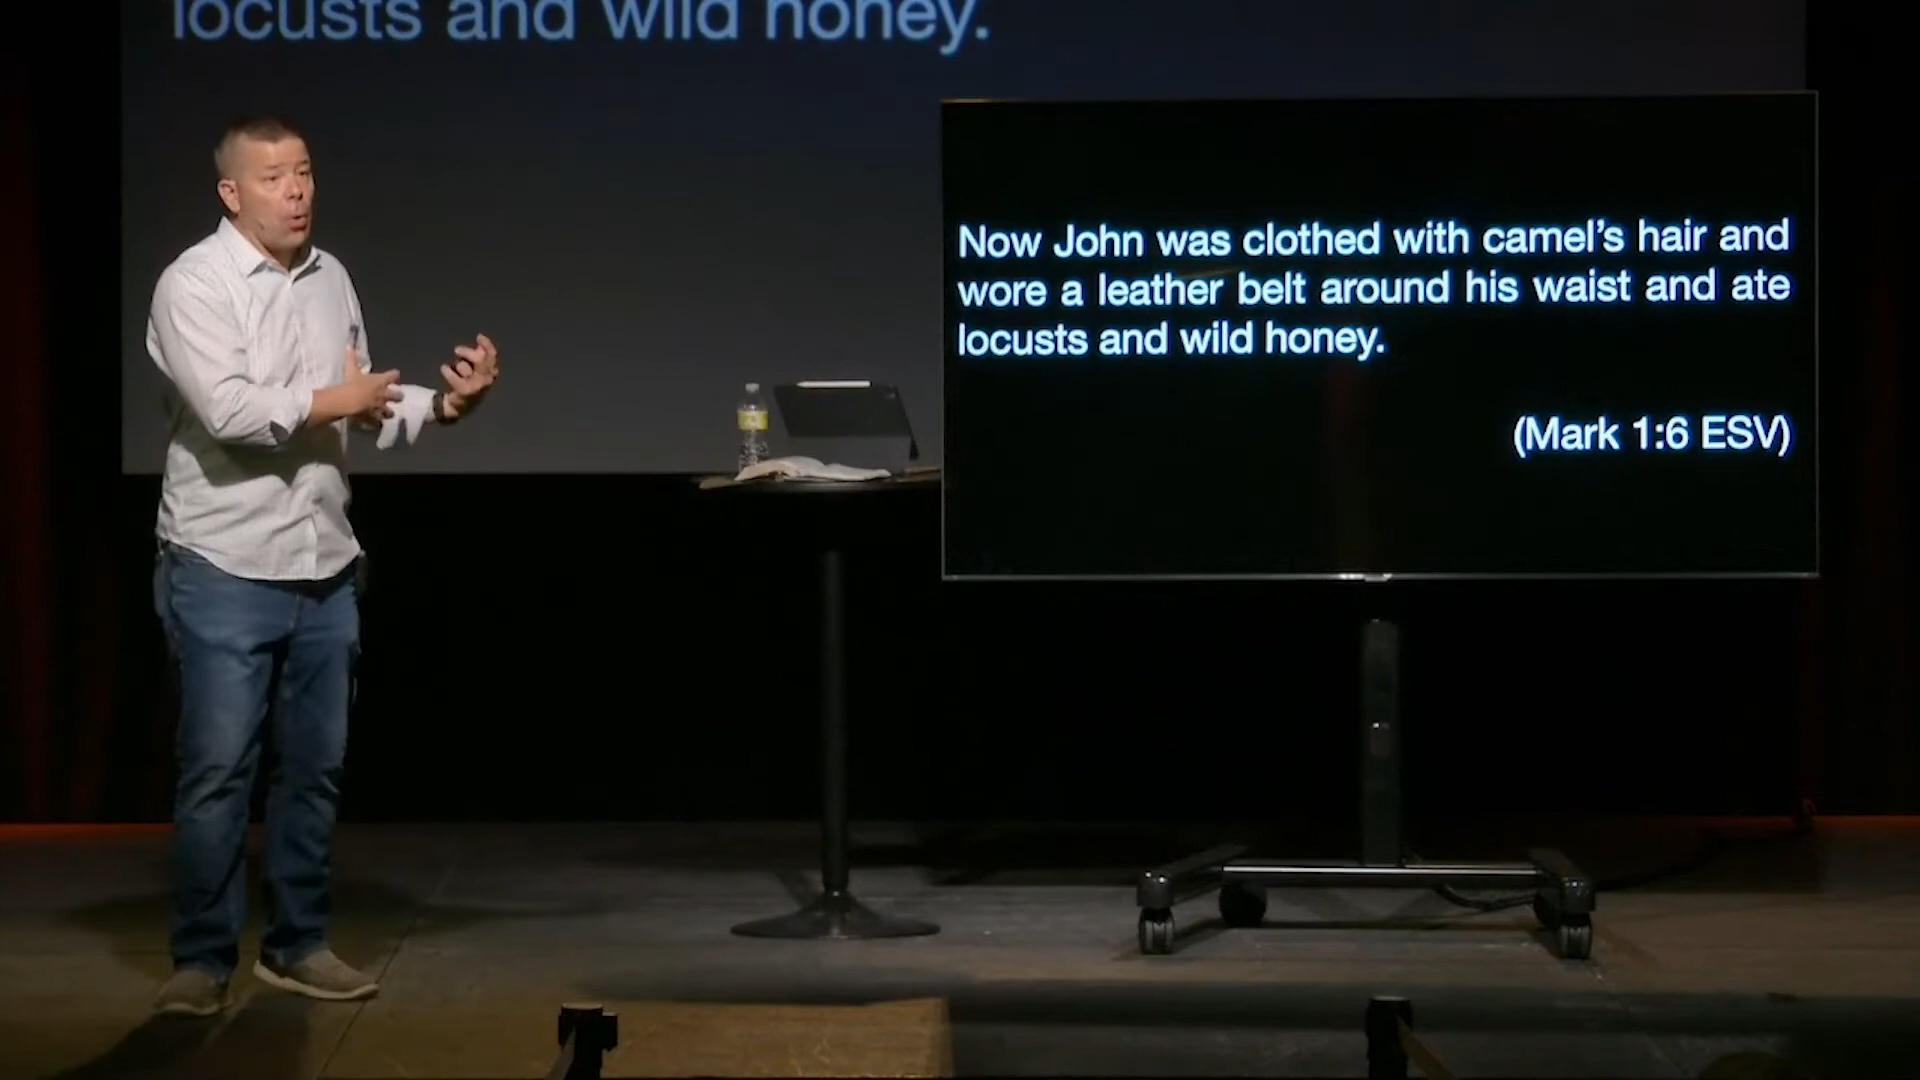 locusts and wild honey.
Now John was clothed with camel’s hair and
wore a leather belt around his waist and ate
locusts and wild honey.
(Mark 1:6 ESV)